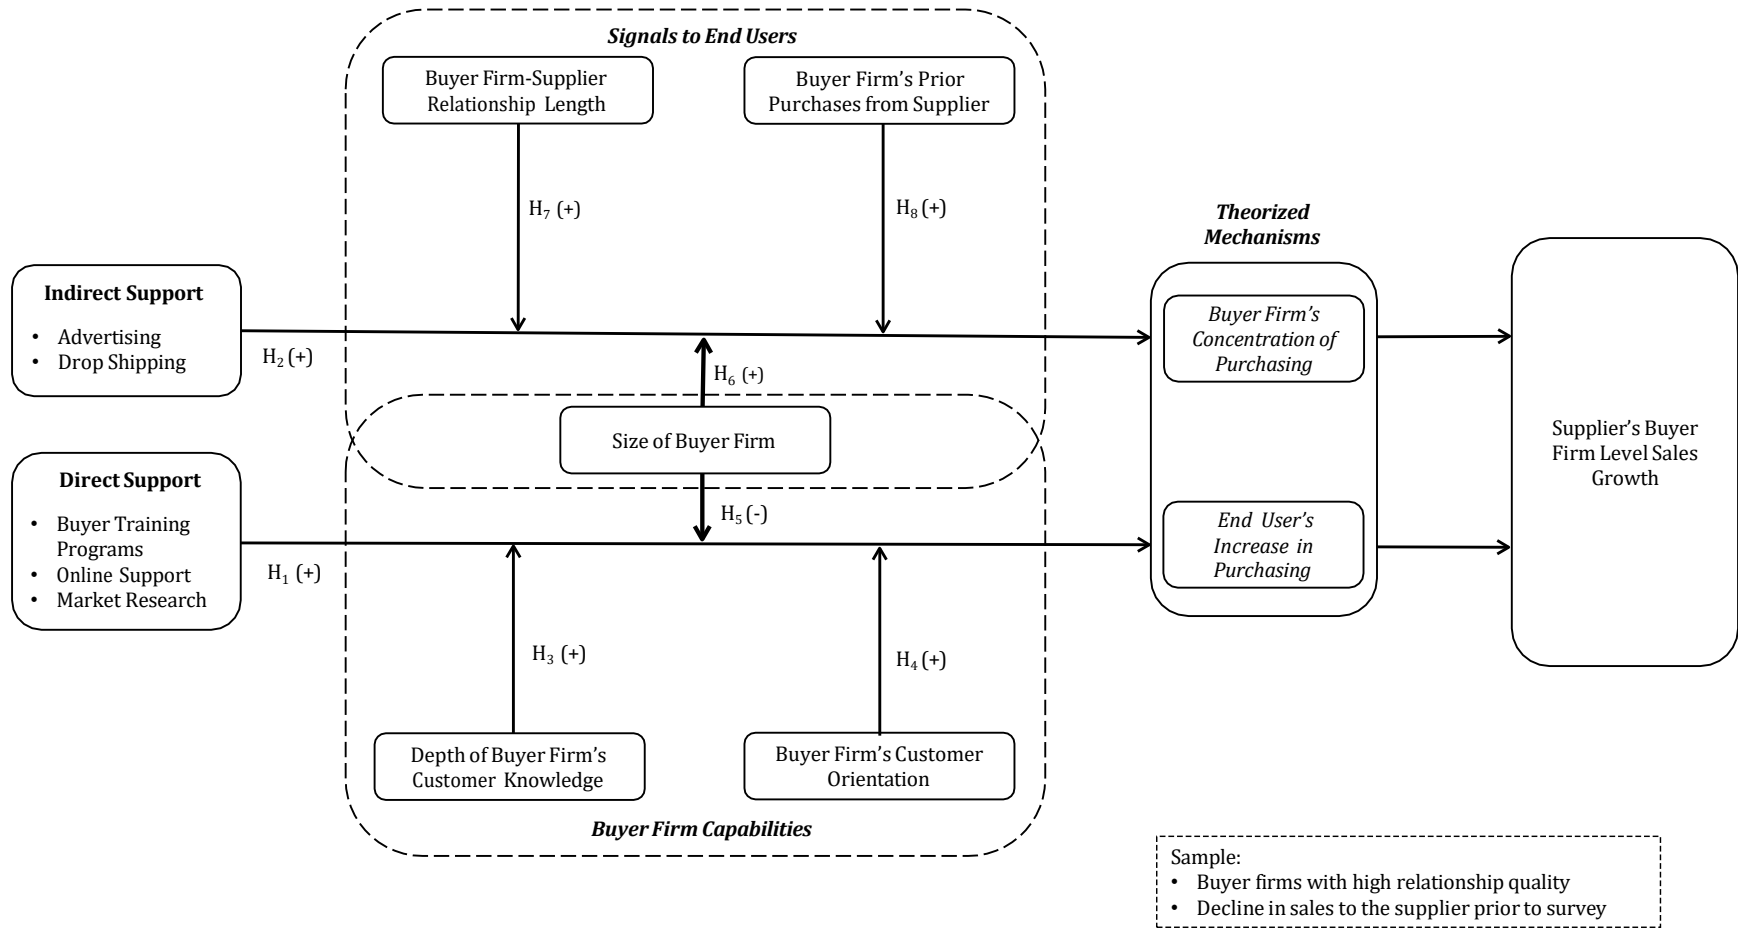 Signals to End Users
Buyer Firm-Supplier
Relationship Length
Buyer Firm's Prior
Purchases from Supplier
H₇ (+)
H₈ (+)
Theorized
Mechanisms
Indirect Support
• Advertising
• Drop Shipping
H₂ (+)
H₆ (+)
Buyer Firm's
Concentration of
Purchasing
Size of Buyer Firm
Supplier's Buyer
Firm Level Sales
Growth
Direct Support
• Buyer Training
Programs
• Online Support
• Market Research
H₁ (+)
H₅ (-)
End User's
Increase in
Purchasing
H₃ (+)
H₄ (+)
Depth of Buyer Firm's
Customer Knowledge
Buyer Firm's Customer
Orientation
Buyer Firm Capabilities
Sample:
• Buyer firms with high relationship quality
• Decline in sales to the supplier prior to survey